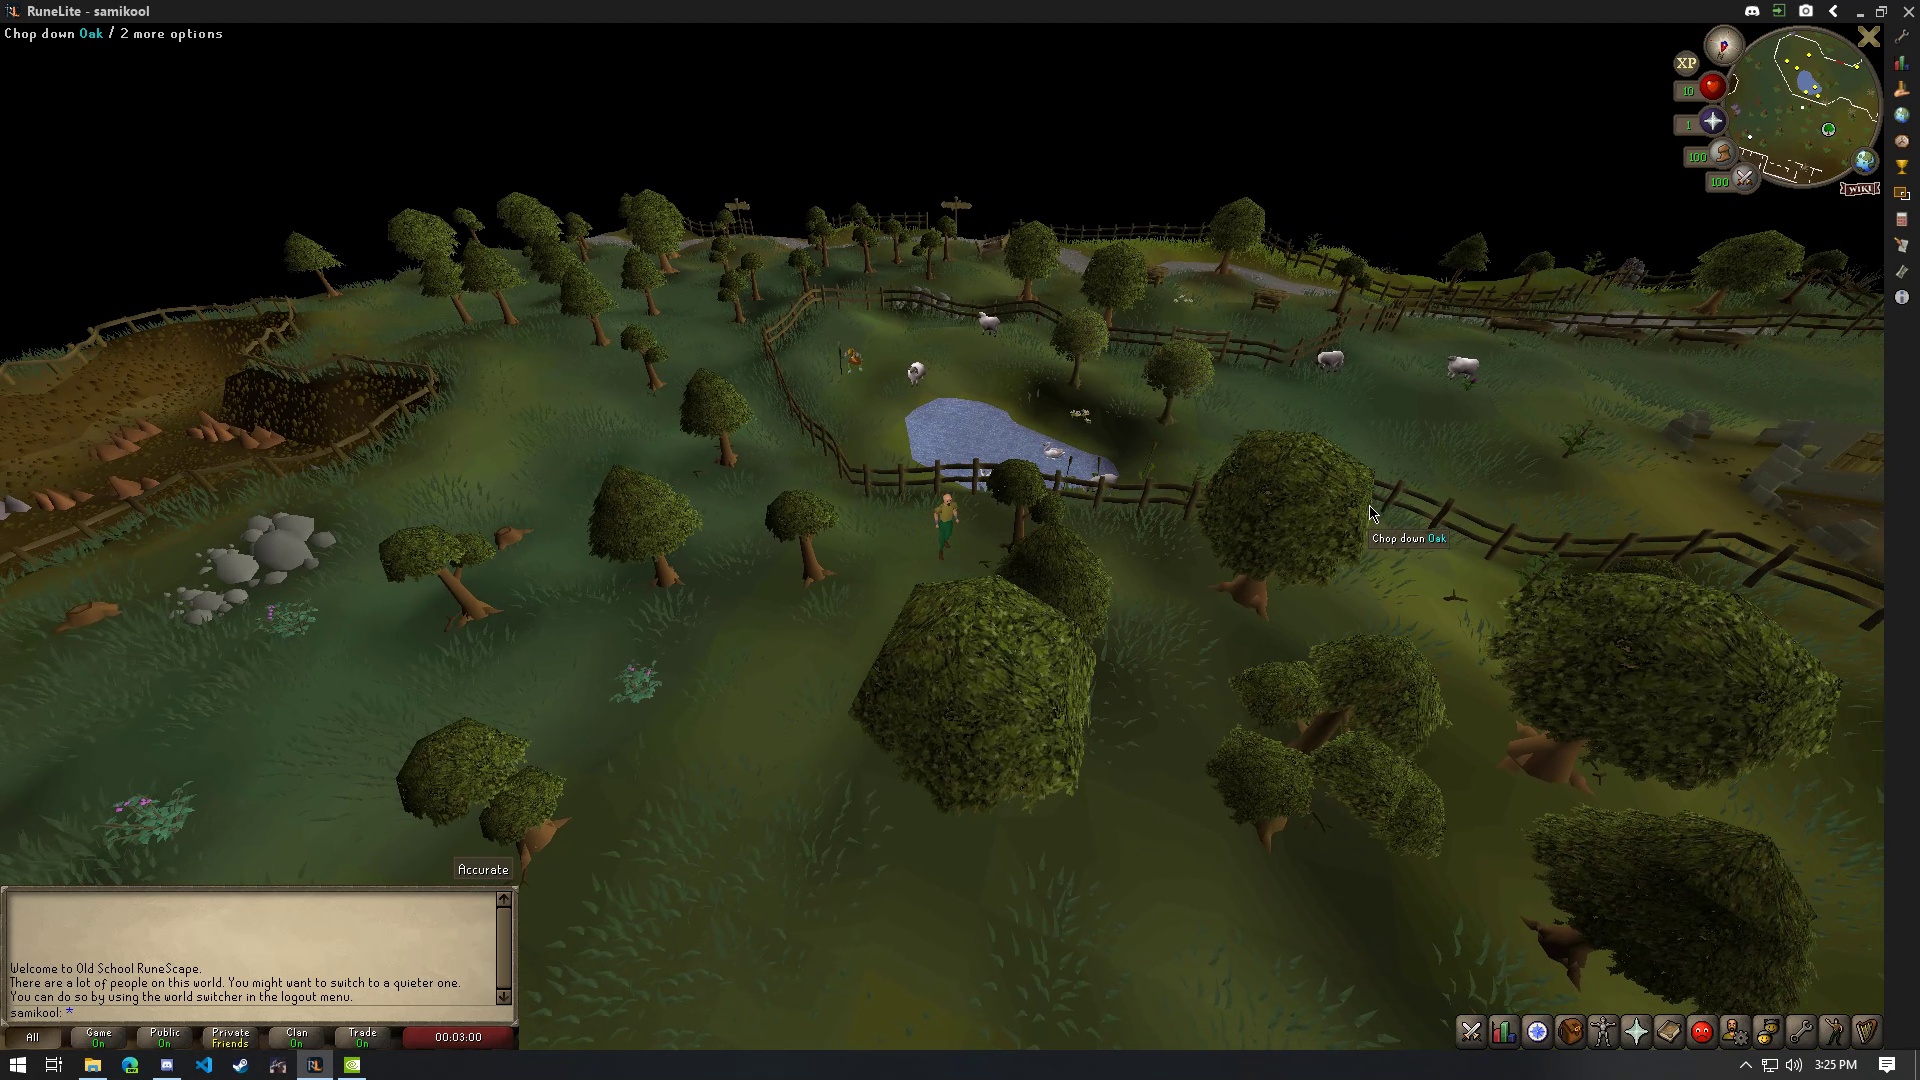 RuneLite - samikool
Chop down Oak / 2 more options
XP
10
1
100
100
WIKI
Chop down Oak
Accurate
Welcome to Old School RuneScape.
There are a lot of people on this world. You might want to switch to a quieter one.
You can do so by using the world switcher in the logout menu.
samikool: *
All
Game
On
Public
On
Private
Friends
Clan
On
Trade
On
00:03:00
3:25 PM